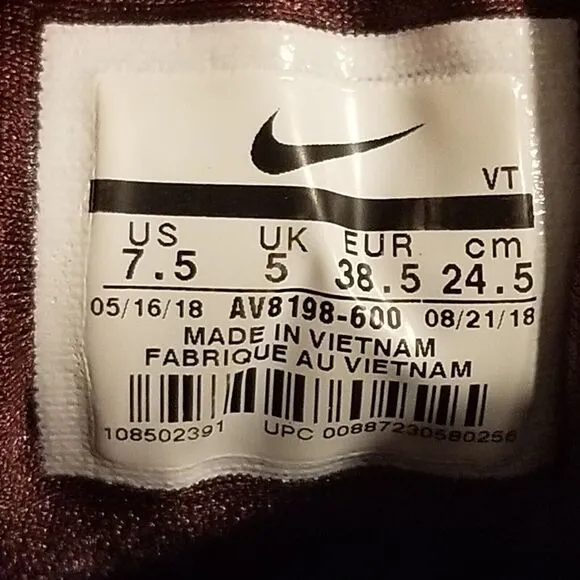 VT
US UK EUR cm
7.5 5 38.5 24.5
05/16/18 AV8198-600 08/21/18
MADE IN VIETNAM
FABRIQUE AU VIETNAM
108502391 UPC 00887230580256